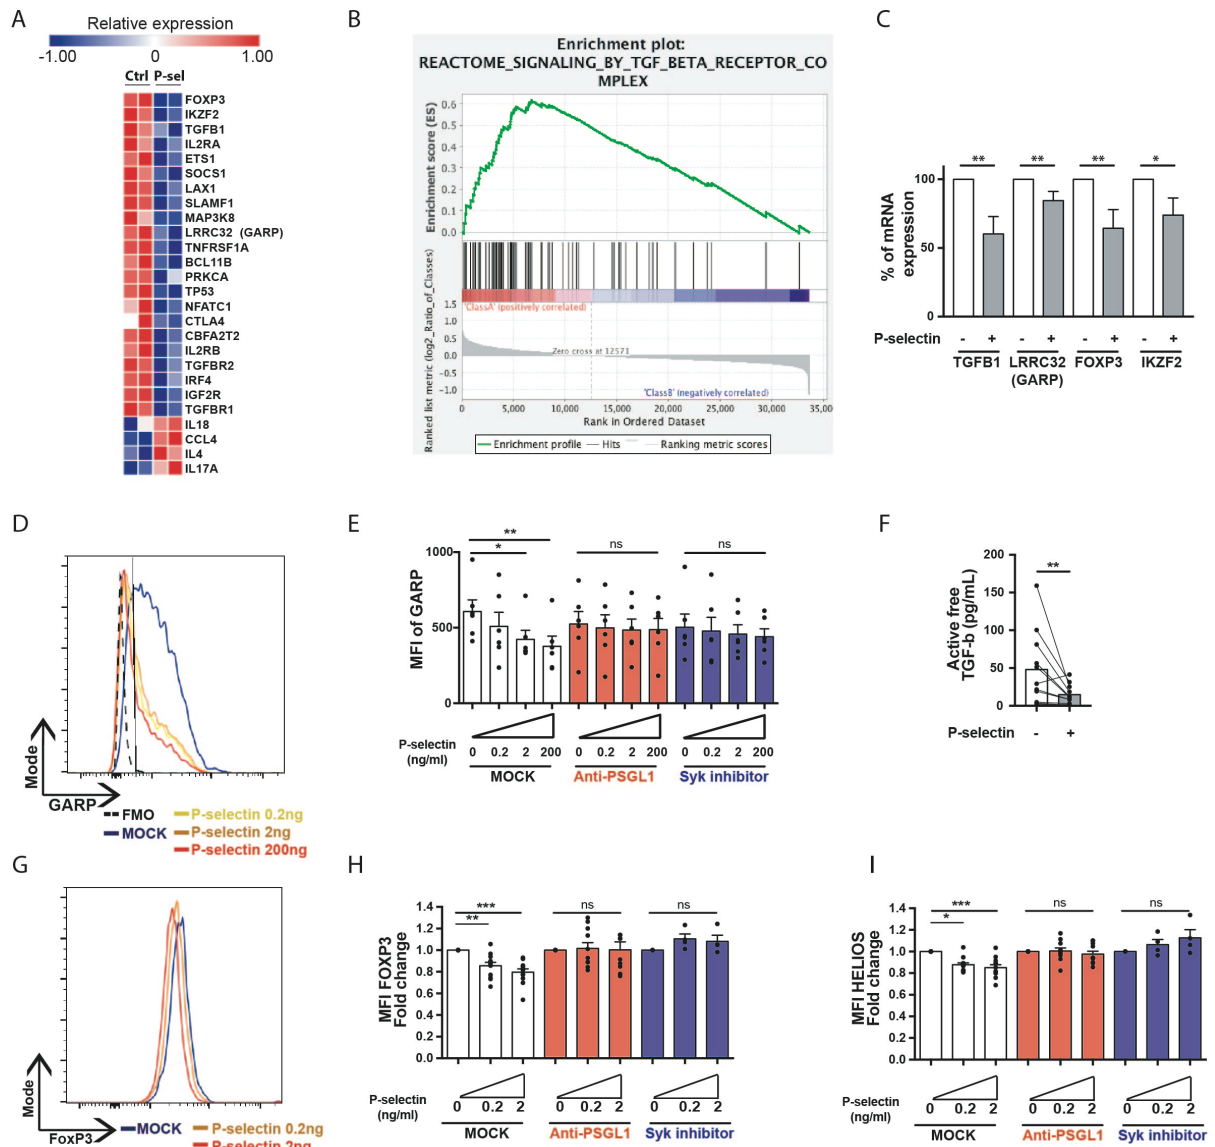 A
Relative expression
-1.00 0 1.00
Ctrl P-sel
FOXP3
IKZF2
TGFB1
IL2RA
ETS1
SOCS1
LAX1
SLAMF1
MAP3K8
LRRC32 (GARP)
TNFRSF1A
BCL11B
PRKCA
TP53
NFATC1
CTLA4
CBFA2T2
IL2RB
TGFBR2
IRF4
IGF2R
TGFBR1
IL18
CCL4
IL4
IL17A
B
Enrichment plot:
REACTOME_SIGNALING_BY_TGF_BETA_RECEPTOR_CO
MPLEX
Enrichment score (ES)
0.6
0.5
0.4
0.3
0.2
0.1
0.0
Ranked list metric (log2_Ratio_of_Classes)
1.5
1.0
0.5
0.0
-0.5
-1.0
'ClassA' (positively correlated)
Zero cross at 12571
'ClassB' (negatively correlated)
0 5,000 10,000 15,000 20,000 25,000 30,000 35,000
Rank in Ordered Dataset
Enrichment profile Hits Ranking metric scores
C
% of mRNA
expression
100
50
0
** ** ** *
P-selectin - + - + - + - +
TGFB1 LRRC32 FOXP3 IKZF2
(GARP)
D
Mode
GARP
FMO
MOCK
P-selectin 0.2ng
P-selectin 2ng
P-selectin 200ng
E
MFI of GARP
1000
500
0
**
*
ns ns
P-selectin
(ng/ml)
0 0.2 2 200 0 0.2 2 200 0 0.2 2 200
MOCK Anti-PSGL1 Syk inhibitor
F
Active free
TGF-b (pg/mL)
200
150
100
50
0
**
P-selectin - +
G
Mode
FoxP3
MOCK
P-selectin 0.2ng
P-selectin 2ng
H
MFI FOXP3
Fold change
1.4
1.2
1.0
0.8
0.6
0.4
0.2
0.0
***
**
ns ns
P-selectin
(ng/ml)
0 0.2 2 0 0.2 2 0 0.2 2
MOCK Anti-PSGL1 Syk inhibitor
I
MFI HELIOS
Fold change
1.4
1.2
1.0
0.8
0.6
0.4
0.2
0.0
***
*
ns ns
P-selectin
(ng/ml)
0 0.2 2 0 0.2 2 0 0.2 2
MOCK Anti-PSGL1 Syk inhibitor